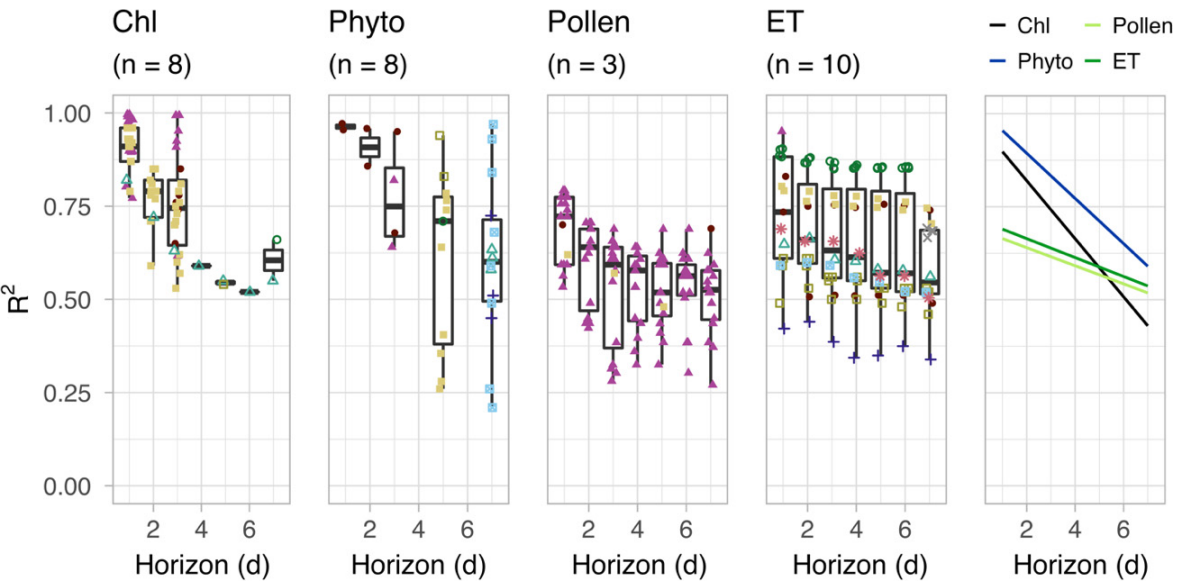 Chl Phyto Pollen ET
(n = 8) (n = 8) (n = 3) (n = 10)
Chl Pollen
Phyto ET
R²
1.00
0.75
0.50
0.25
0.00
2 4 6 2 4 6 2 4 6 2 4 6 2 4 6
Horizon (d) Horizon (d) Horizon (d) Horizon (d) Horizon (d)